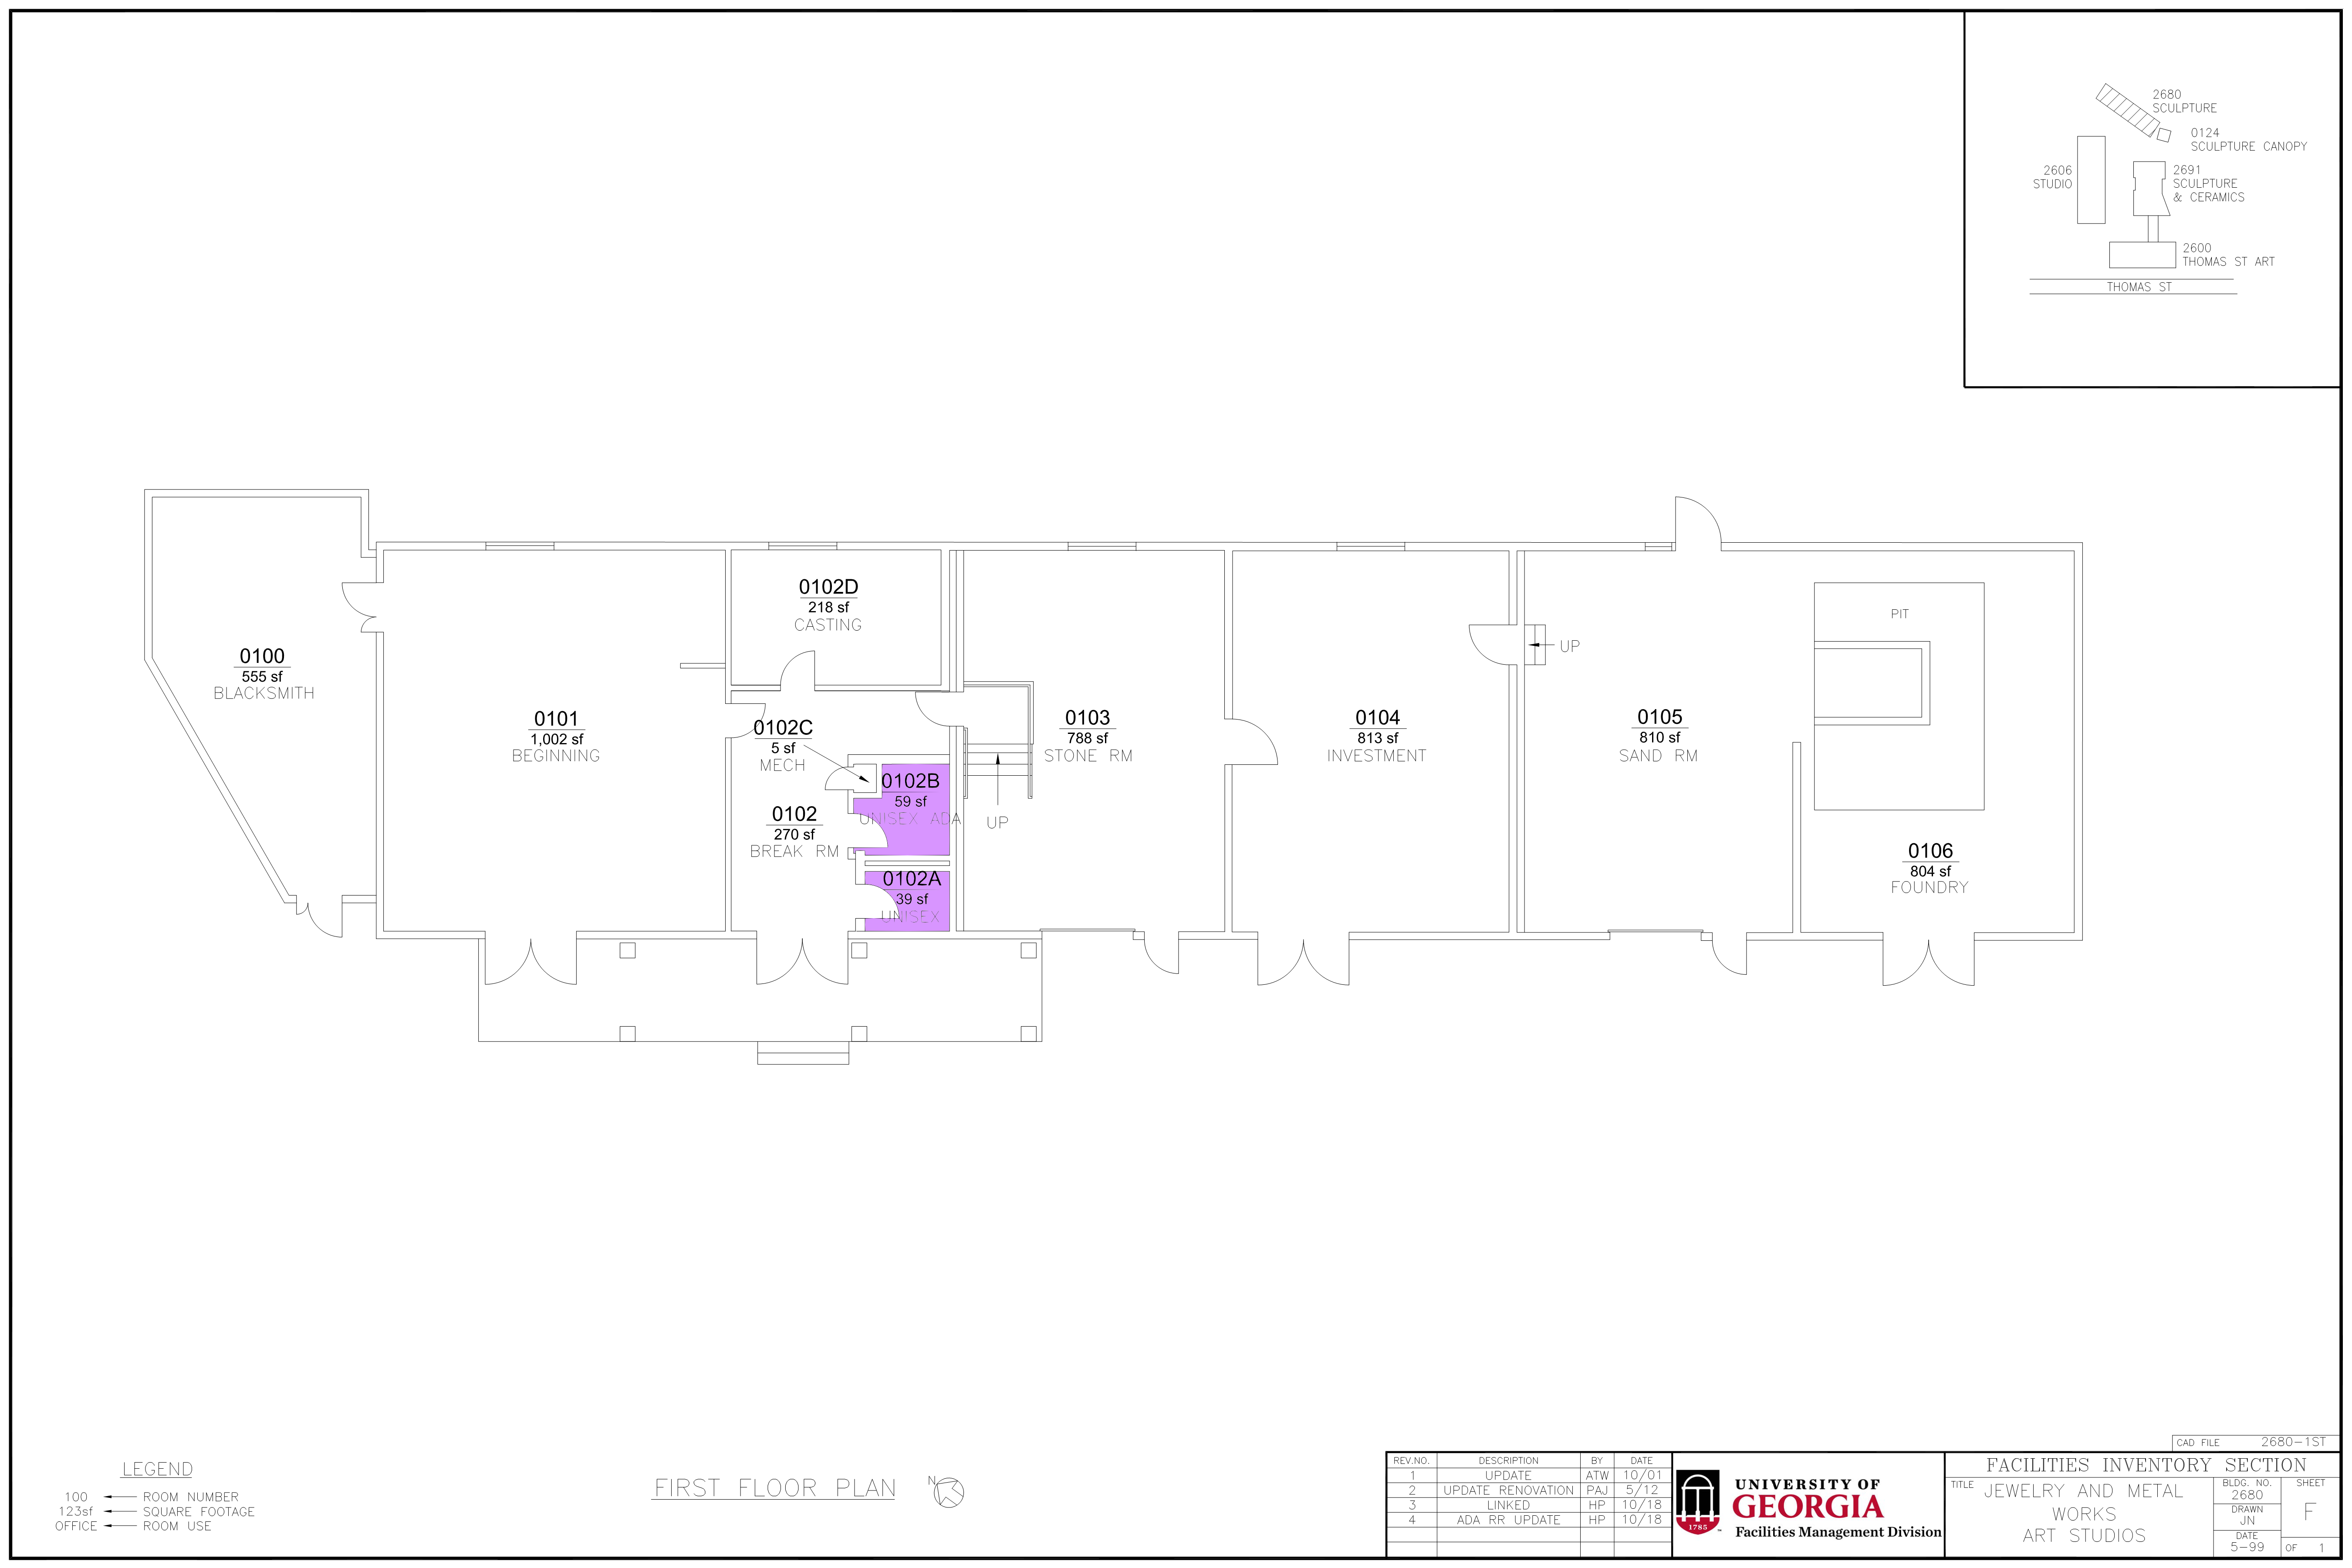 2680
SCULPTURE
0124
SCULPTURE CANOPY
2606
STUDIO
2691
SCULPTURE
& CERAMICS
2600
THOMAS ST ART
THOMAS ST
0100
555 sf
BLACKSMITH
0101
1,002 sf
BEGINNING
0102D
218 sf
CASTING
0102C
5 sf
MECH
0102B
59 sf
UNISEX ADA
0102
270 sf
BREAK RM
0102A
39 sf
UNISEX
UP
0103
788 sf
STONE RM
0104
813 sf
INVESTMENT
UP
0105
810 sf
SAND RM
PIT
0106
804 sf
FOUNDRY
LEGEND
100 ROOM NUMBER
123sf SQUARE FOOTAGE
OFFICE ROOM USE
FIRST FLOOR PLAN
N
REV.NO. DESCRIPTION BY DATE
1 UPDATE ATW 10/01
2 UPDATE RENOVATION PAJ 5/12
3 LINKED HP 10/18
4 ADA RR UPDATE HP 10/18
1785
UNIVERSITY OF
GEORGIA
Facilities Management Division
CAD FILE 2680-1ST
FACILITIES INVENTORY SECTION
TITLE
JEWELRY AND METAL
WORKS
ART STUDIOS
BLDG. NO.
2680
DRAWN
JN
DATE
5-99
SHEET
F
OF 1